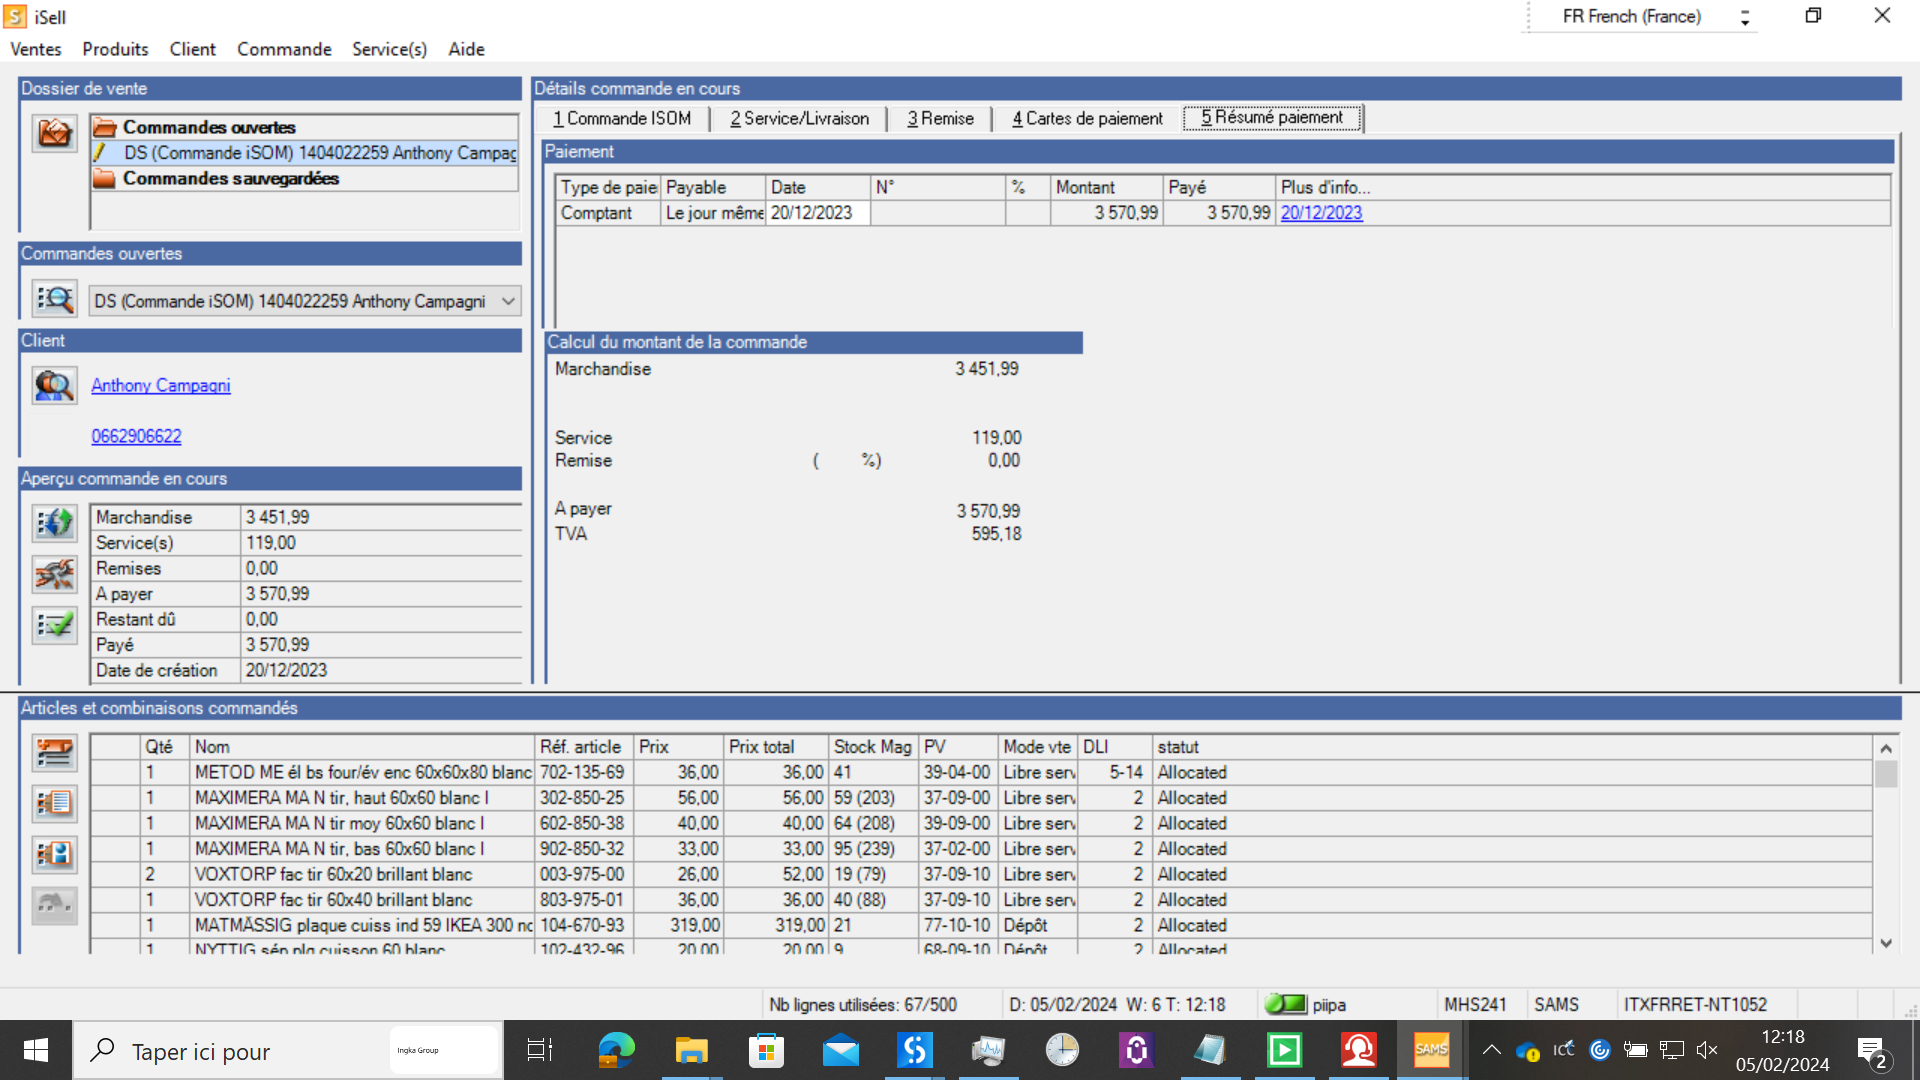 iSell
FR French (France)
Ventes Produits Client Commande Service(s) Aide
Dossier de vente
Commandes ouvertes
DS (Commande iSOM) 1404022259 Anthony Campag
Commandes sauvegardées
Commandes ouvertes
DS (Commande iSOM) 1404022259 Anthony Campagni
Client
Anthony Campagni
0662906622
Aperçu commande en cours
Marchandise 3 451,99
Service(s) 119,00
Remises 0,00
A payer 3 570,99
Restant dû 0,00
Payé 3 570,99
Date de création 20/12/2023
Détails commande en cours
1 Commande ISOM 2 Service/Livraison 3 Remise 4 Cartes de paiement 5 Résumé paiement
Paiement
Type de paie Payable Date N° % Montant Payé Plus d'info...
Comptant Le jour même 20/12/2023 3 570,99 3 570,99 20/12/2023
Calcul du montant de la commande
Marchandise 3 451,99
Service 119,00
Remise ( %) 0,00
A payer 3 570,99
TVA 595,18
Articles et combinaisons commandés
Qté Nom Réf. article Prix Prix total Stock Mag PV Mode vte DLI statut
1 METOD ME él bs four/év enc 60x60x80 blanc 702-135-69 36,00 36,00 41 39-04-00 Libre serv 5-14 Allocated
1 MAXIMERA MA N tir, haut 60x60 blanc I 302-850-25 56,00 56,00 59 (203) 37-09-00 Libre serv 2 Allocated
1 MAXIMERA MA N tir moy 60x60 blanc I 602-850-38 40,00 40,00 64 (208) 39-09-00 Libre serv 2 Allocated
1 MAXIMERA MA N tir, bas 60x60 blanc I 902-850-32 33,00 33,00 95 (239) 37-02-00 Libre serv 2 Allocated
2 VOXTORP fac tir 60x20 brillant blanc 003-975-00 26,00 52,00 19 (79) 37-09-10 Libre serv 2 Allocated
1 VOXTORP fac tir 60x40 brillant blanc 803-975-01 36,00 36,00 40 (88) 37-09-10 Libre serv 2 Allocated
1 MATMÄSSIG plaque cuiss ind 59 IKEA 300 nc 104-670-93 319,00 319,00 21 77-10-10 Dépôt 2 Allocated
1 NYTTIG sép plq cuisson 60 blanc 102-432-96 20,00 20,00 9 68-09-10 Dépôt 2 Allocated
Nb lignes utilisées: 67/500 D: 05/02/2024 W: 6 T: 12:18 piipa MHS241 SAMS ITXFRRET-NT1052
Taper ici pour
Ingka Group
SAMS
ICC
12:18
05/02/2024
2